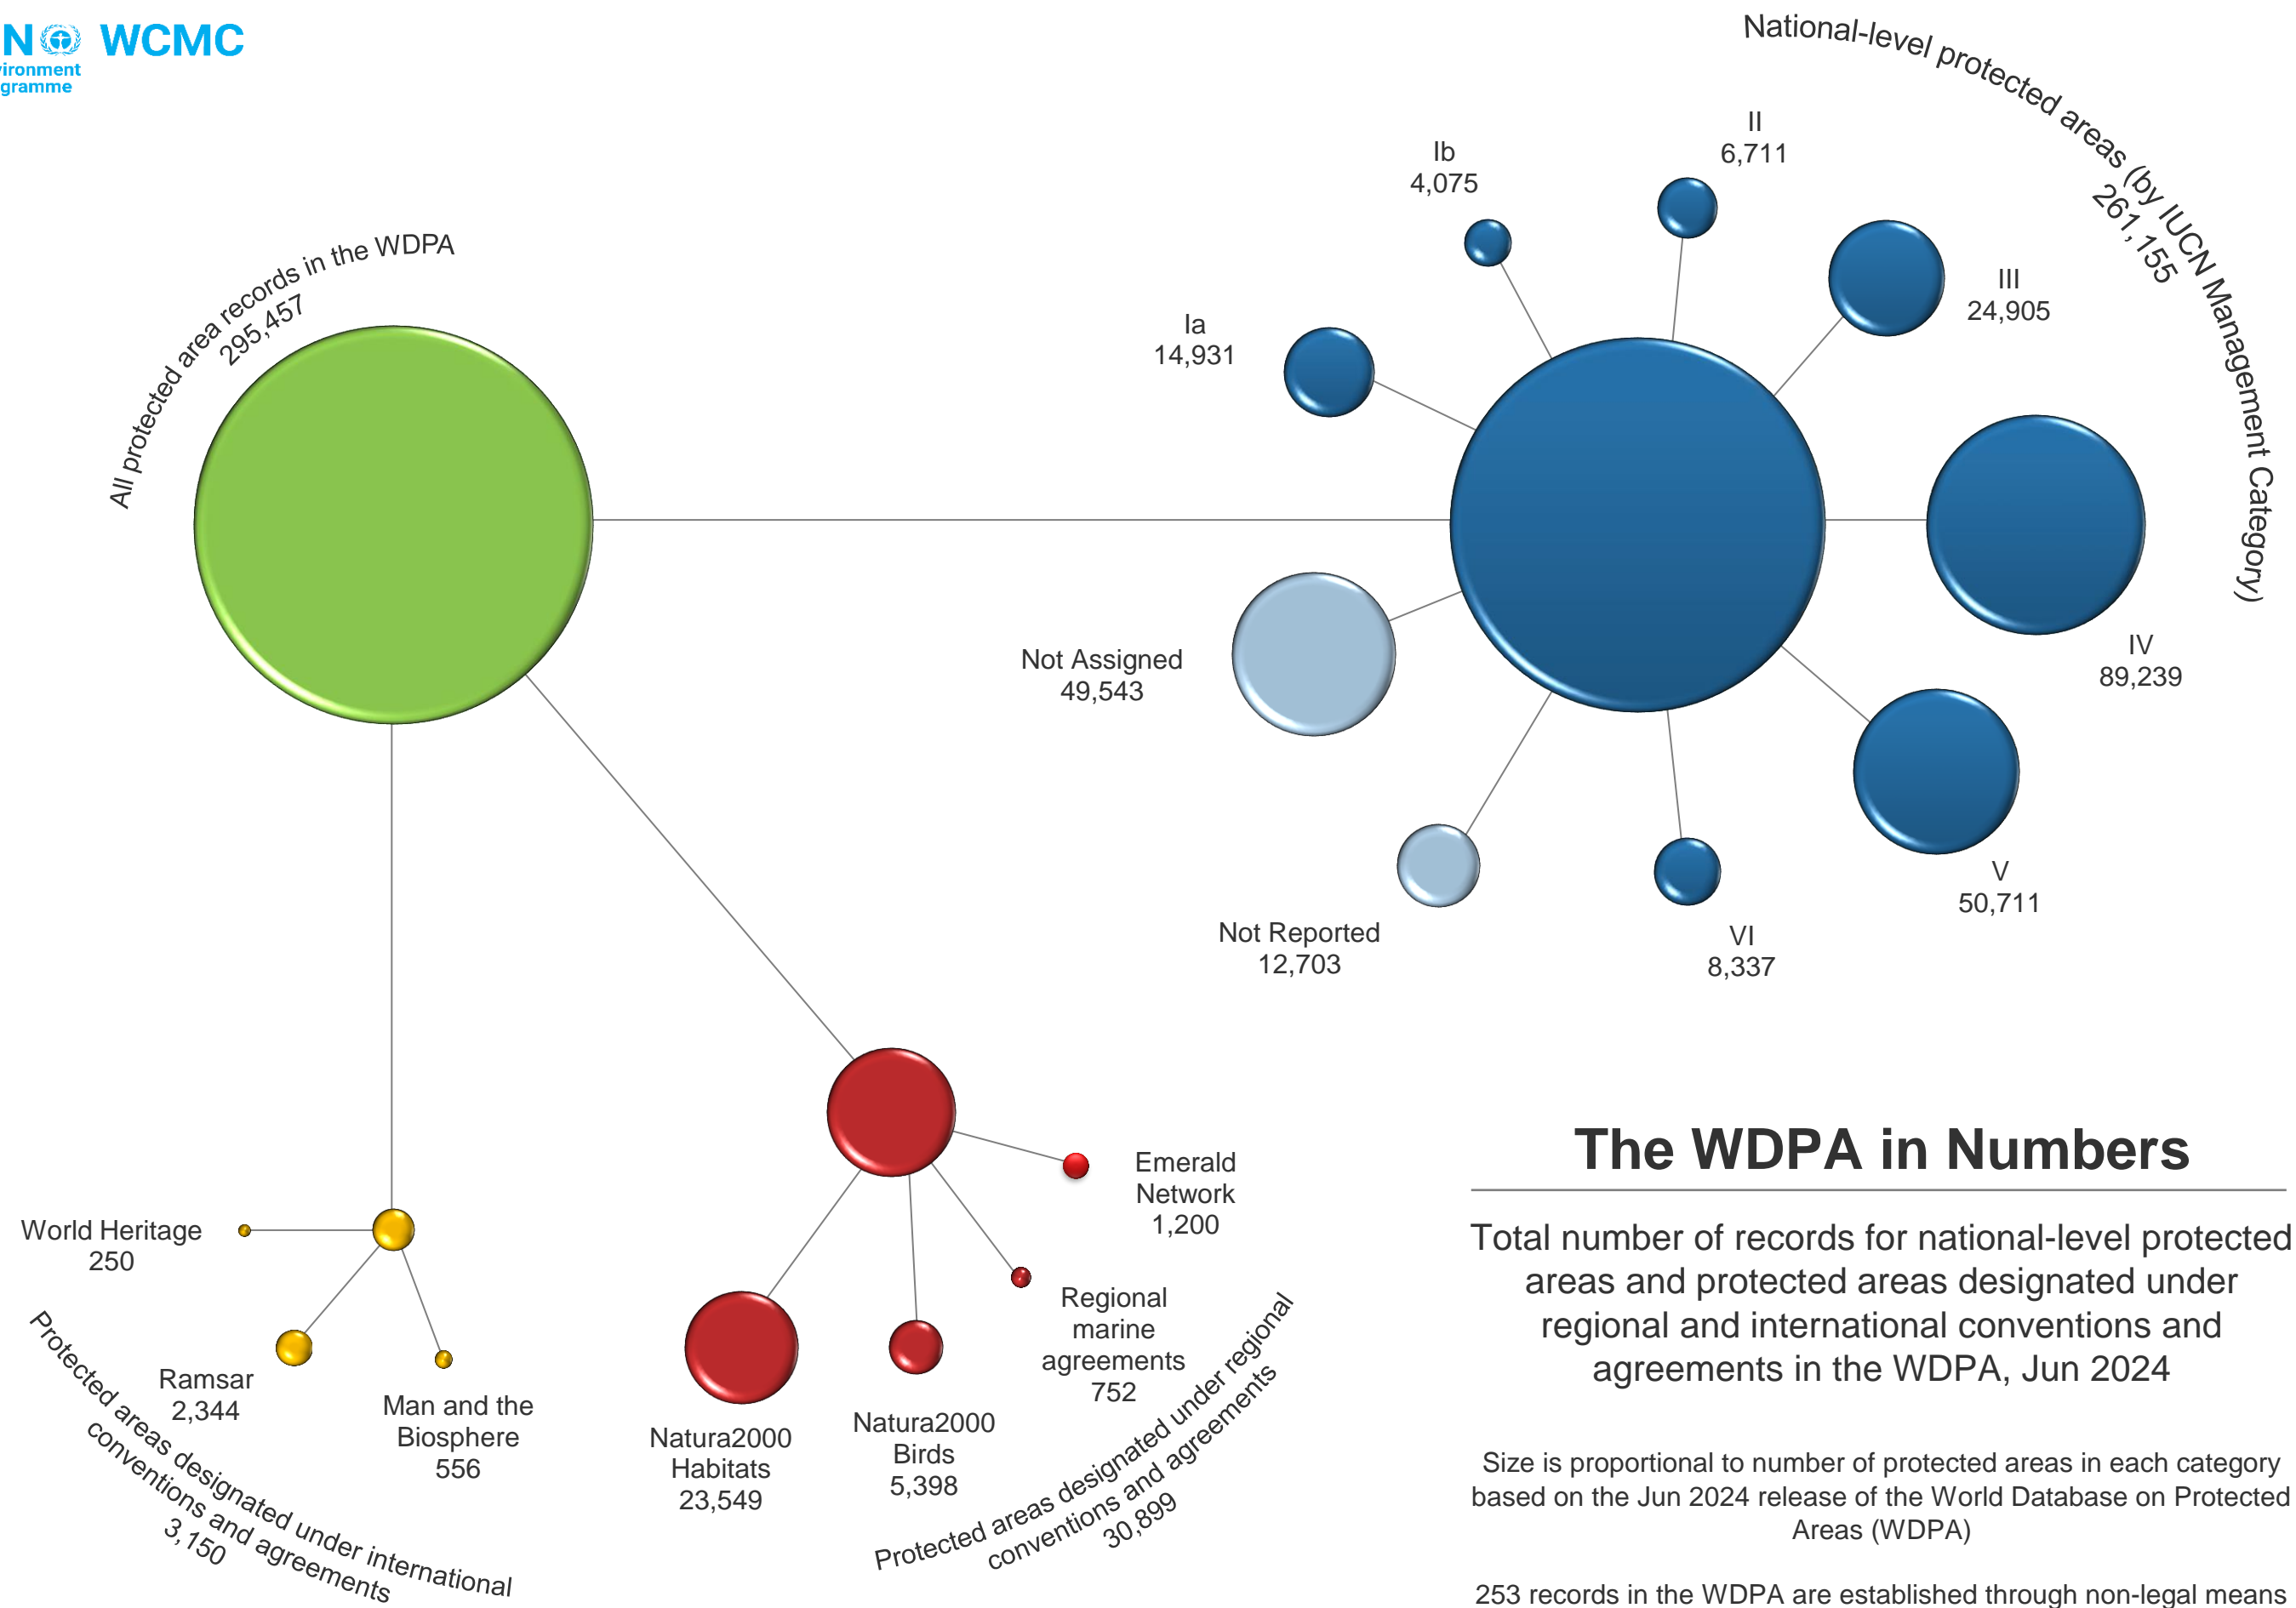 WCMC
All protected area records in the WDPA
295,457
National-level protected areas (by IUCN Management Category)
261,155
Ia
14,931
Ib
4,075
II
6,711
III
24,905
IV
89,239
V
50,711
VI
8,337
Not Reported
12,703
Not Assigned
49,543
World Heritage
250
Ramsar
2,344
Man and the
Biosphere
556
Protected areas designated under international
conventions and agreements
3,150
Natura2000
Habitats
23,549
Natura2000
Birds
5,398
Regional
marine
agreements
752
Emerald
Network
1,200
Protected areas designated under regional
conventions and agreements
30,899
The WDPA in Numbers
Total number of records for national-level protected
areas and protected areas designated under
regional and international conventions and
agreements in the WDPA, Jun 2024
Size is proportional to number of protected areas in each category
based on the Jun 2024 release of the World Database on Protected
Areas (WDPA)
253 records in the WDPA are established through non-legal means